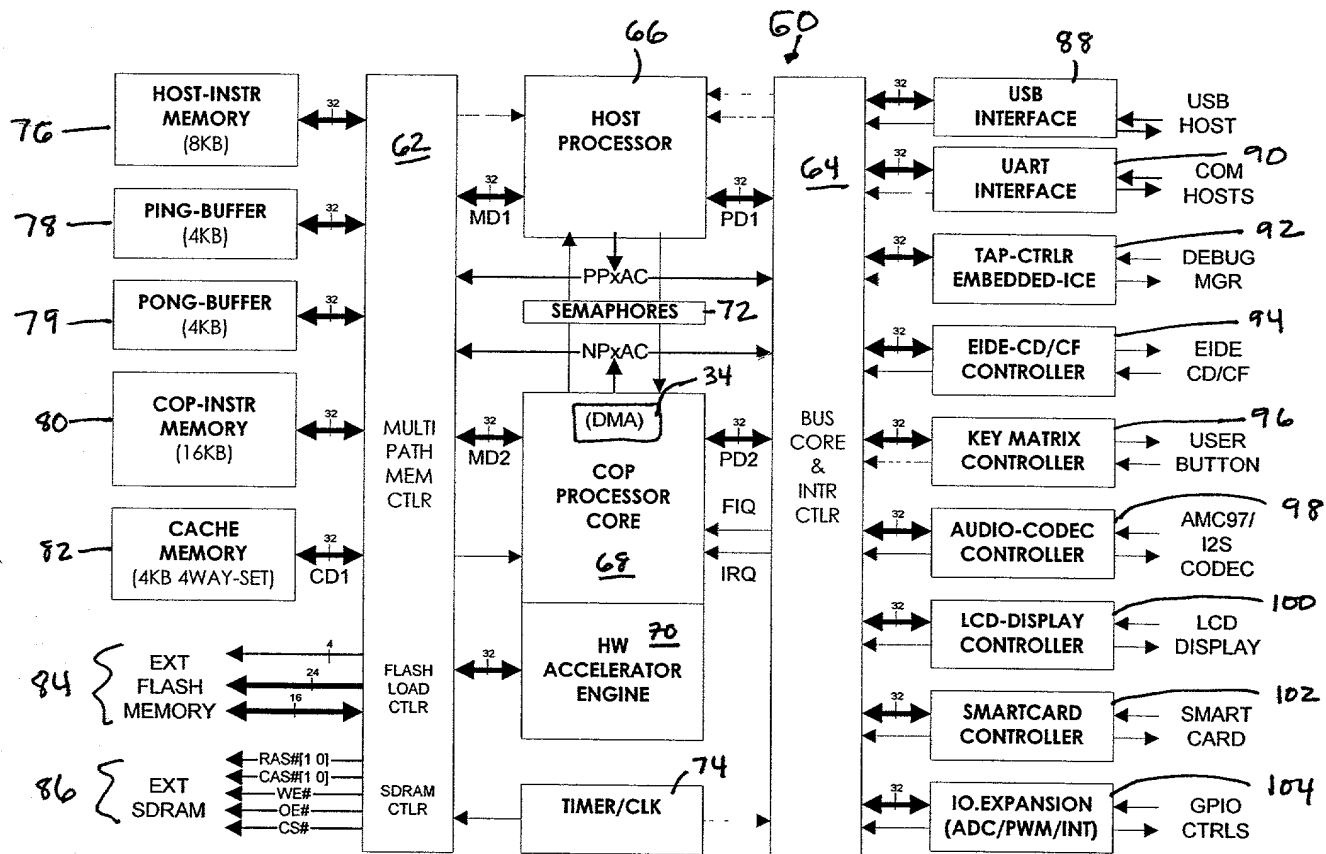 76
HOST-INSTR
MEMORY
(8KB)
32
78
PING-BUFFER
(4KB)
32
79
PONG-BUFFER
(4KB)
32
80
COP-INSTR
MEMORY
(16KB)
32
82
CACHE
MEMORY
(4KB 4WAY-SET)
32
CD1
84
EXT
FLASH
MEMORY
4
24
16
86
EXT
SDRAM
RAS#[1 0]
CAS#[1 0]
WE#
OE#
CS#
62
MULTI
PATH
MEM
CTLR
FLASH
LOAD
CTLR
SDRAM
CTLR
66
HOST
PROCESSOR
32
MD1
32
PD1
PPxAC
SEMAPHORES
72
NPxAC
34
(DMA)
32
MD2
COP
PROCESSOR
CORE
68
32
PD2
FIQ
IRQ
70
HW
ACCELERATOR
ENGINE
32
74
TIMER/CLK
60
64
BUS
CORE
&
INTR
CTLR
88
32
USB
INTERFACE
USB
HOST
90
32
UART
INTERFACE
COM
HOSTS
92
32
TAP-CTRLR
EMBEDDED-ICE
DEBUG
MGR
94
32
EIDE-CD/CF
CONTROLLER
EIDE
CD/CF
96
32
KEY MATRIX
CONTROLLER
USER
BUTTON
98
32
AUDIO-CODEC
CONTROLLER
AMC97/
I2S
CODEC
100
32
LCD-DISPLAY
CONTROLLER
LCD
DISPLAY
102
32
SMARTCARD
CONTROLLER
SMART
CARD
104
32
IO.EXPANSION
(ADC/PWM/INT)
GPIO
CTRLS